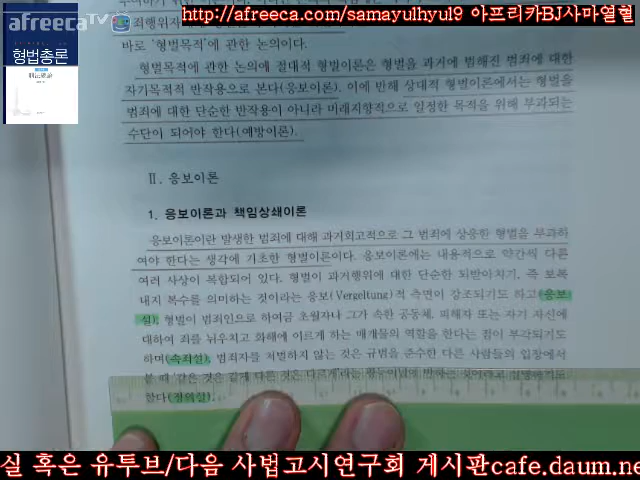 http://afreeca.com/samayulhyul9 아프리카BJ사마열혈
afreecaTV
형법총론
바로 '형벌목적'에 관한 논의이다.
형벌목적에 관한 논의에 절대적 형벌이론은 형벌을 과거에 범해진 범죄에 대한
자기목적적 반작용으로 본다(응보이론). 이에 반해 상대적 형벌이론에서는 형벌을
범죄에 대한 단순한 반작용이 아니라 미래지향적으로 일정한 목적을 위해 부과되는
수단이 되어야 한다(예방이론).
Ⅱ. 응보이론
1. 응보이론과 책임상쇄이론
응보이론이란 발생한 범죄에 대해 과거회고적으로 그 범죄에 상응한 형벌을 부과하
여야 한다는 생각에 기초한 형벌이론이다. 응보이론에는 내용적으로 약간씩 다른
여러 사상이 복합되어 있다. 형벌이 과거행위에 대한 단순한 되받아치기, 즉 보복
내지 복수를 의미하는 것이라는 응보(Vergeltung)적 측면이 강조되기도 하고(응보
설), 형벌이 범죄인으로 하여금 초월자나 그가 속한 공동체, 피해자 또는 자기 자신에
대하여 죄를 뉘우치고 화해에 이르게 하는 매개물의 역할을 한다는 점이 부각되기도
하며(속죄설), 범죄자를 처벌하지 않는 것은 규범을 준수한 다른 사람들의 입장에서
볼 때 '같은 것은 같게 다른 것은 다르게'라는
한다(정의설).
실 혹은 유투브/다음 사법고시연구회 게시판cafe.daum.ne